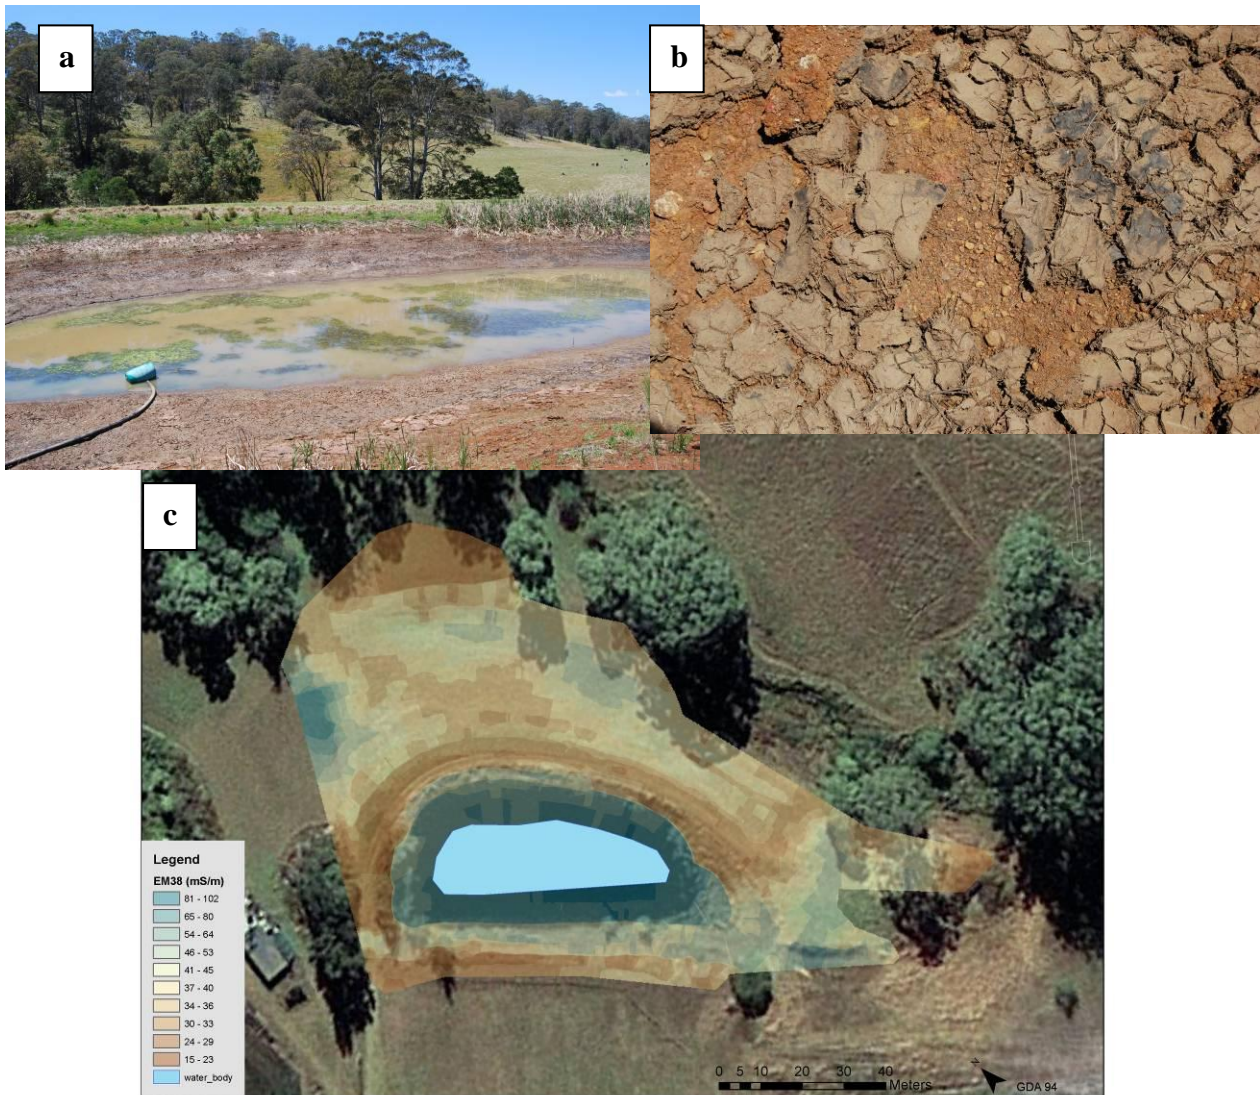 a
b
c
Legend
EM38 (mS/m)
81 - 102
65 - 80
54 - 64
46 - 53
41 - 45
37 - 40
34 - 36
30 - 33
24 - 29
15 - 23
water_body
0 5 10 20 30 40
Meters
GDA 94